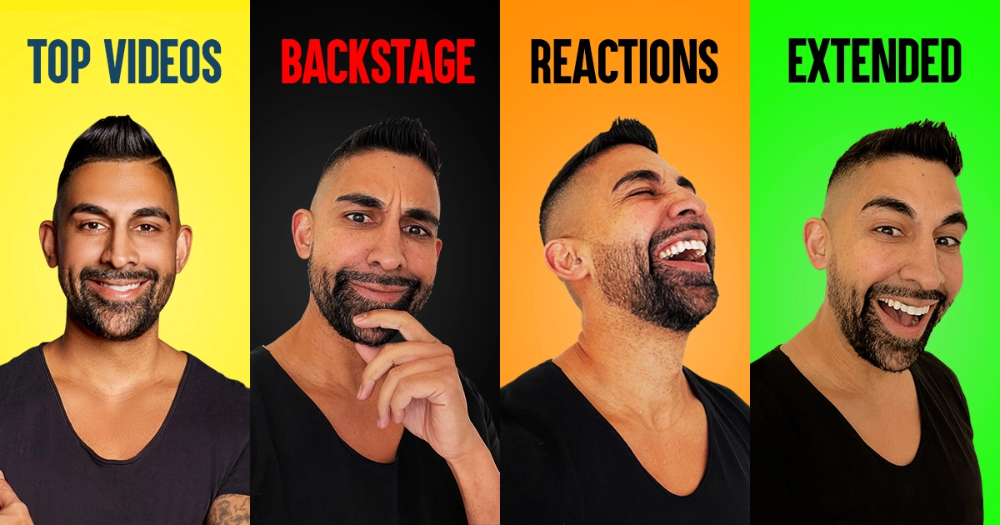 TOP VIDEOS
BACKSTAGE
REACTIONS
EXTENDED